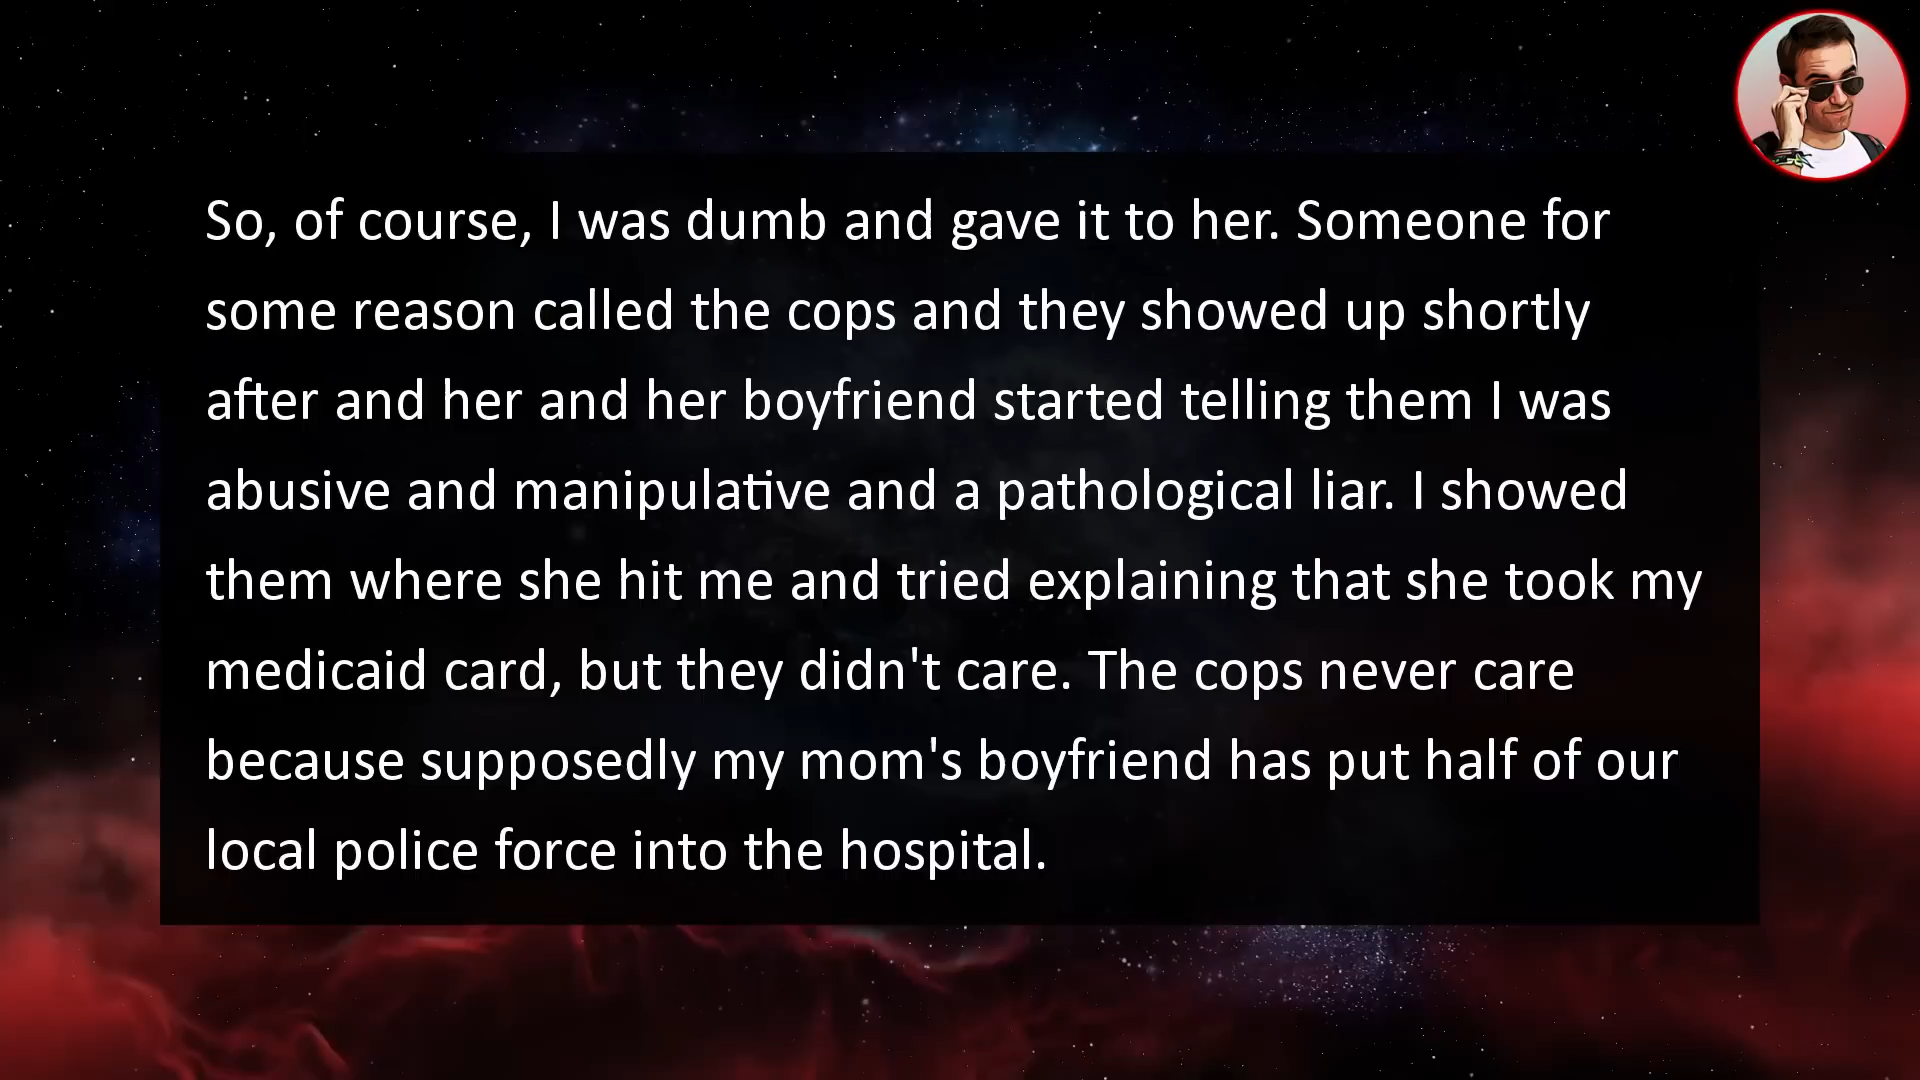 So, of course, I was dumb and gave it to her. Someone for
some reason called the cops and they showed up shortly
after and her and her boyfriend started telling them I was
abusive and manipulative and a pathological liar. I showed
them where she hit me and tried explaining that she took my
medicaid card, but they didn't care. The cops never care
because supposedly my mom's boyfriend has put half of our
local police force into the hospital.